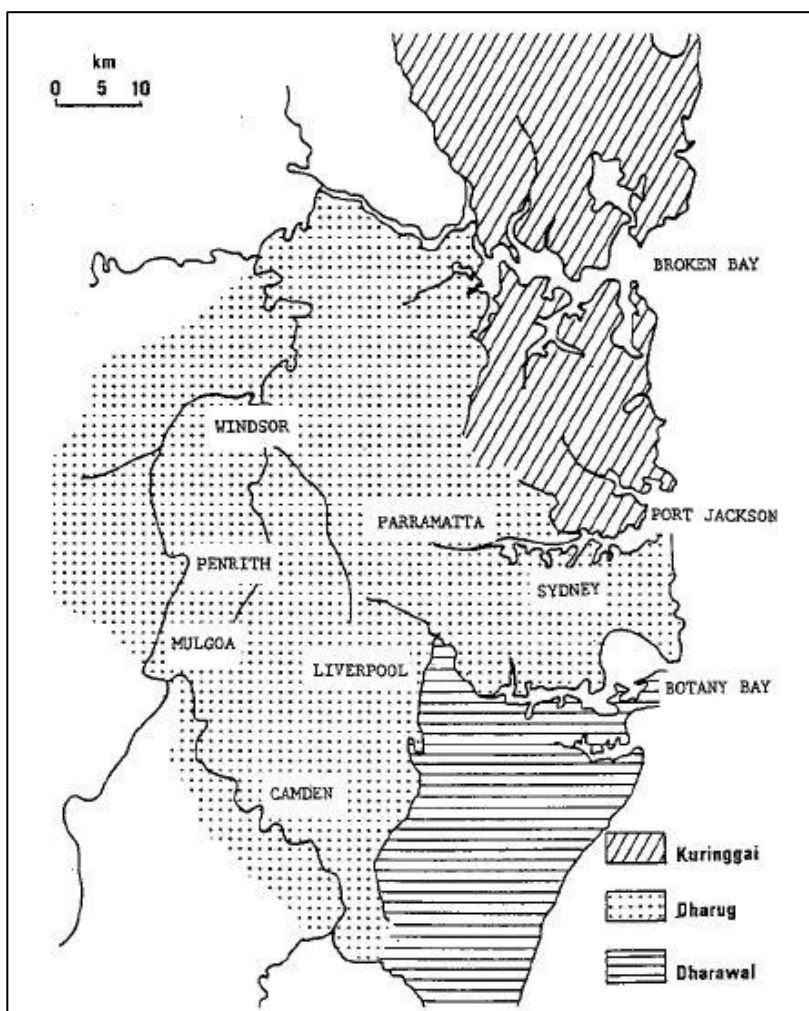 km
0 5 10
BROKEN BAY
WINDSOR
PARRAMATTA
PORT JACKSON
PENRITH
SYDNEY
MULGOA
LIVERPOOL
BOTANY BAY
CAMDEN
Kuringgai
Dharug
Dharawal